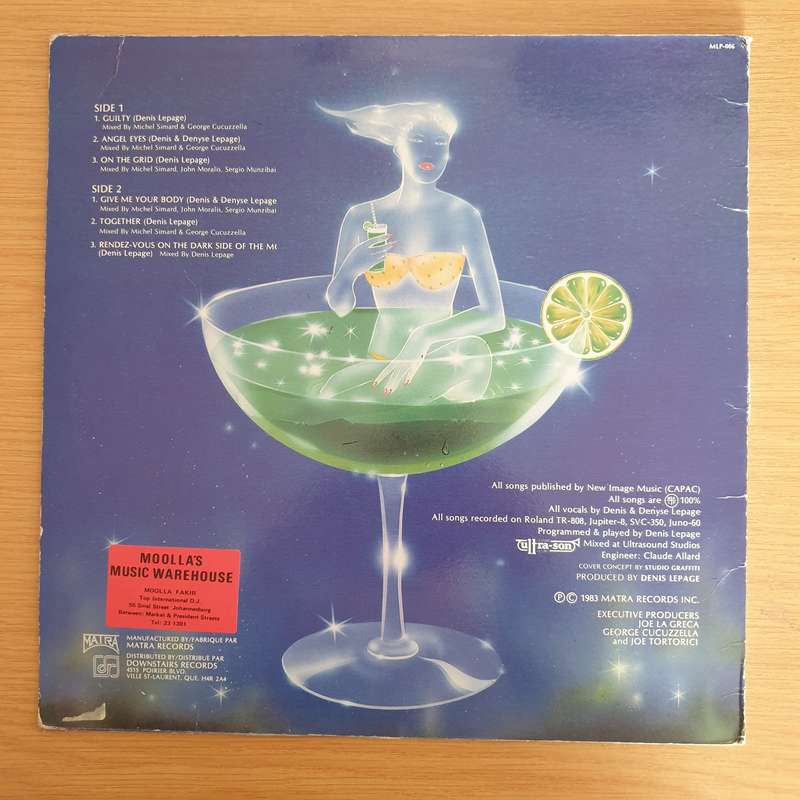 MLP-006
SIDE 1
1. GUILTY (Denis Lepage)
Mixed By Michel Simard & George Cucuzzella
2. ANGEL EYES (Denis & Denyse Lepage)
Mixed By Michel Simard & George Cucuzzella
3. ON THE GRID (Denis Lepage)
Mixed By Michel Simard, John Moralis, Sergio Munzibai
SIDE 2
1. GIVE ME YOUR BODY (Denis & Denyse Lepage
Mixed By Michel Simard, John Moralis, Sergio Munzibai
2. TOGETHER (Denis Lepage)
Mixed By Michel Simard & George Cucuzzella
3. RENDEZ-VOUS ON THE DARK SIDE OF THE
(Denis Lepage) Mixed By Denis Lepage
All songs published by New Image Music (CAPAC)
All songs are 100%
All vocals by Denis & Denyse Lepage
All songs recorded on Roland TR-808, Jupiter-8, SVC-350, Juno-60
Programmed & played by Denis Lepage
ultra-son Mixed at Ultrasound Studios
Engineer: Claude Allard
COVER CONCEPT BY STUDIO GRAFFITI
PRODUCED BY DENIS LEPAGE
Ⓟ© 1983 MATRA RECORDS INC.
EXECUTIVE PRODUCERS
JOE LA GRECA
GEORGE CUCUZZELLA
and JOE TORTORICI
MOOLLA'S
MUSIC WAREHOUSE
MOOLLA FAKIR
Top International D.J.
56 Sival Street Johannesburg
Between: Market & President Streets
Tel: 23 1381
MATRA
MANUFACTURED BY/FABRIQUE PAR
MATRA RECORDS
DISTRIBUTED BY/DISTRIBUÉ PAR
DOWNSTAIRS RECORDS
4515 POIRIER BLVD.
VILLE ST-LAURENT, QUE. H4R 2A4